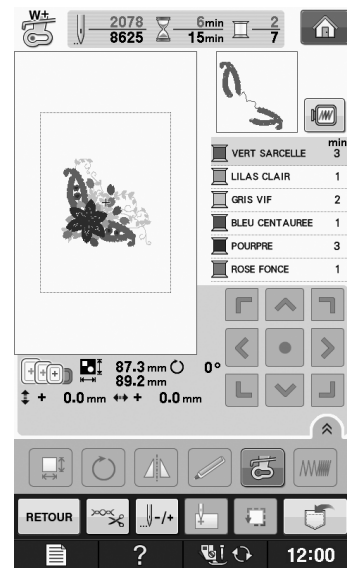 W+
2078 6min 2
8625 15min 7
min
VERT SARCELLE 3
LILAS CLAIR 1
GRIS VIF 2
BLEU CENTAUREE 1
POURPRE 3
ROSE FONCE 1
87.3 mm 0°
89.2 mm
+ 0.0 mm + 0.0 mm
RETOUR -/+
? 12:00